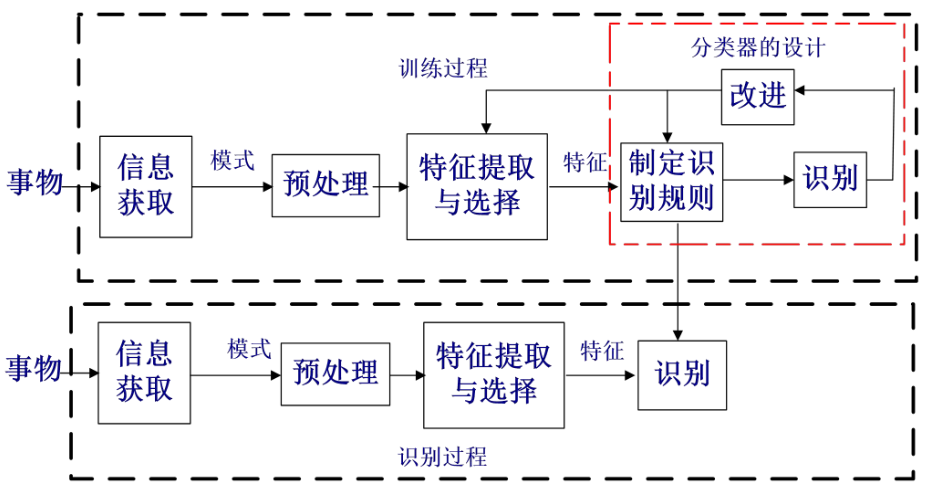 分类器的设计
训练过程
改进
事物
信息
获取
模式
预处理
特征提取
与选择
特征
制定识
别规则
识别
事物
信息
获取
模式
预处理
特征提取
与选择
特征
识别
识别过程